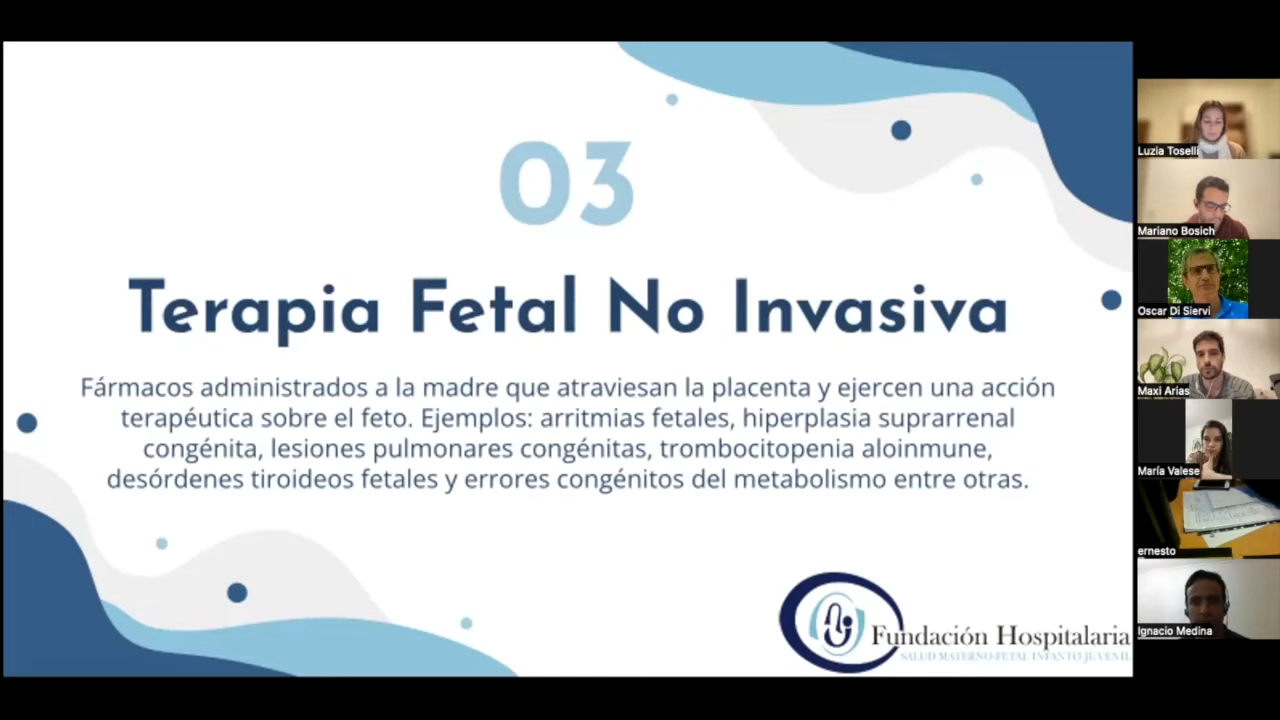 03
Terapia Fetal No Invasiva
Fármacos administrados a la madre que atraviesan la placenta y ejercen una acción
terapéutica sobre el feto. Ejemplos: arritmias fetales, hiperplasia suprarrenal
congénita, lesiones pulmonares congénitas, trombocitopenia aloinmune,
desórdenes tiroideos fetales y errores congénitos del metabolismo entre otras.
Fundación Hospitalaria
SALUD MATERNO-FETAL INFANTO JUVENIL
Luzia Toselli
Mariano Bosich
Oscar Di Siervi
Maxi Arias
María Valese
ernesto
Ignacio Medina